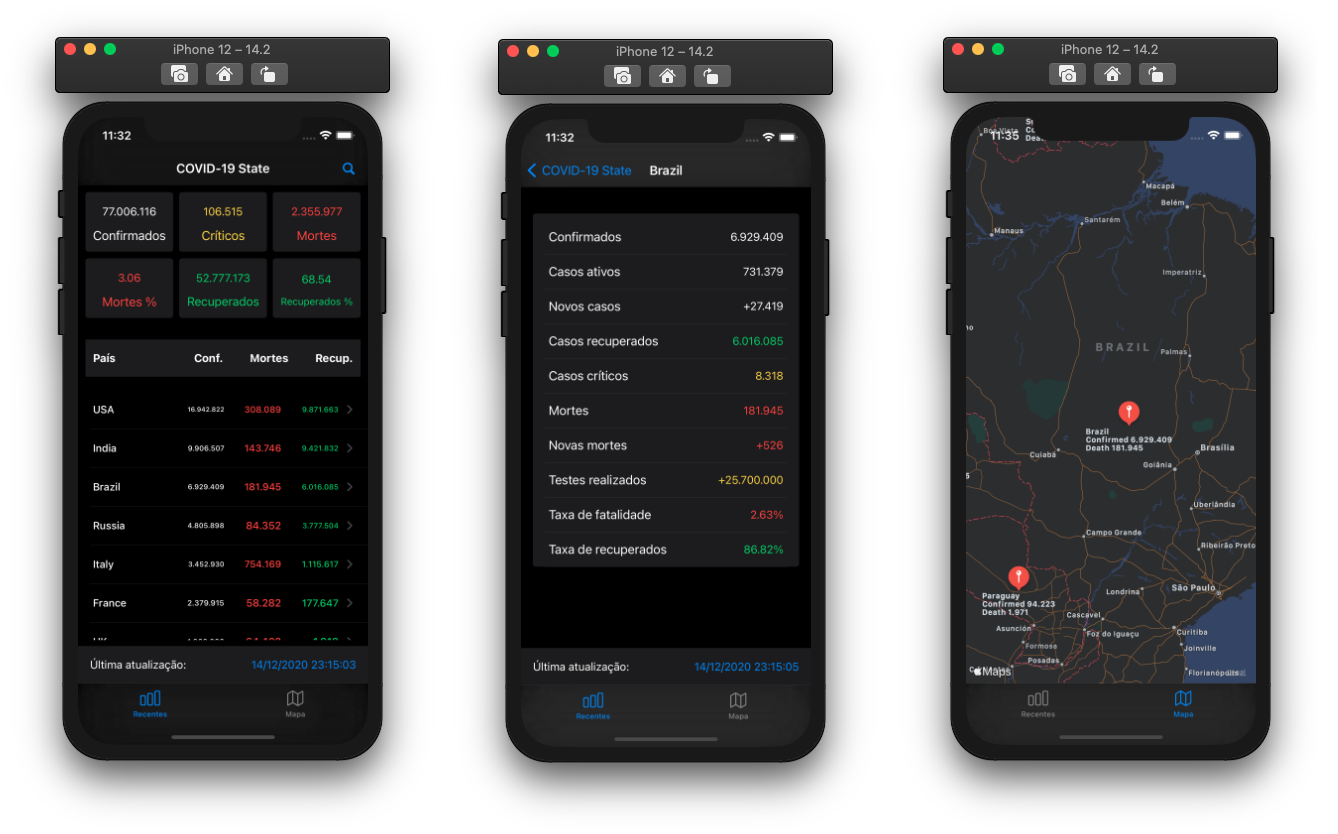 iPhone 12 – 14.2
11:32
COVID-19 State
77.006.116 106.515 2.355.977
Confirmados Críticos Mortes
3.06 52.777.173 68.54
Mortes % Recuperados Recuperados %
País Conf. Mortes Recup.
USA 16.942.822 308.089 9.871.663
India 9.906.507 143.746 9.421.832
Brazil 6.929.409 181.945 6.016.085
Russia 4.805.898 84.352 3.777.504
Italy 3.452.930 754.169 1.115.617
France 2.379.915 58.282 177.647
Última atualização: 14/12/2020 23:15:03
Recentes Mapa
iPhone 12 – 14.2
11:32
COVID-19 State Brazil
Confirmados 6.929.409
Casos ativos 731.379
Novos casos +27.419
Casos recuperados 6.016.085
Casos críticos 8.318
Mortes 181.945
Novas mortes +526
Testes realizados +25.700.000
Taxa de fatalidade 2.63%
Taxa de recuperados 86.82%
Última atualização: 14/12/2020 23:15:05
Recentes Mapa
iPhone 12 – 14.2
11:35
Macapá
Belém
Santarém
Manaus
Imperatriz
BRAZIL
Palmas
Brazil
Confirmed 6.929.409
Death 181.945
Brasília
Cuiabá
Goiânia
Uberlândia
Campo Grande
Ribeirão Preto
São Paulo
Londrina
Paraguay
Confirmed 94.223
Death 1.971
Cascavel
Asunción
Foz do Iguaçu
Curitiba
Formosa
Joinville
Posadas
Maps
Florianópolis
Recentes Mapa